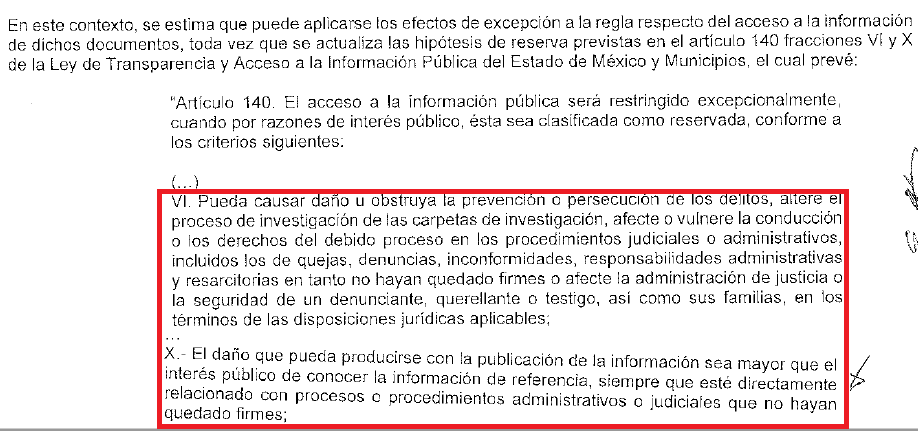 En este contexto, se estima que puede aplicarse los efectos de excepción a la regla respecto del acceso a la información
de dichos documentos, toda vez que se actualiza las hipótesis de reserva previstas en el artículo 140 fracciones VI y X
de la Ley de Transparencia y Acceso a la Información Pública del Estado de México y Municipios, el cual prevé:
"Artículo 140. El acceso a la información pública será restringido excepcionalmente,
cuando por razones de interés público, ésta sea clasificada como reservada, conforme a
los criterios siguientes:
(...)
VI. Pueda causar daño u obstruya la prevención o persecución de los delitos, altere el
proceso de investigación de las carpetas de investigación, afecte o vulnere la conducción
o los derechos del debido proceso en los procedimientos judiciales o administrativos,
incluidos los de quejas, denuncias, inconformidades, responsabilidades administrativas
y resarcitorias en tanto no hayan quedado firmes o afecte la administración de justicia o
la seguridad de un denunciante, querellante o testigo, así como sus familias, en los
términos de las disposiciones jurídicas aplicables;
...
X.- El daño que pueda producirse con la publicación de la información sea mayor que el
interés público de conocer la información de referencia, siempre que esté directamente
relacionado con procesos o procedimientos administrativos o judiciales que no hayan
quedado firmes;